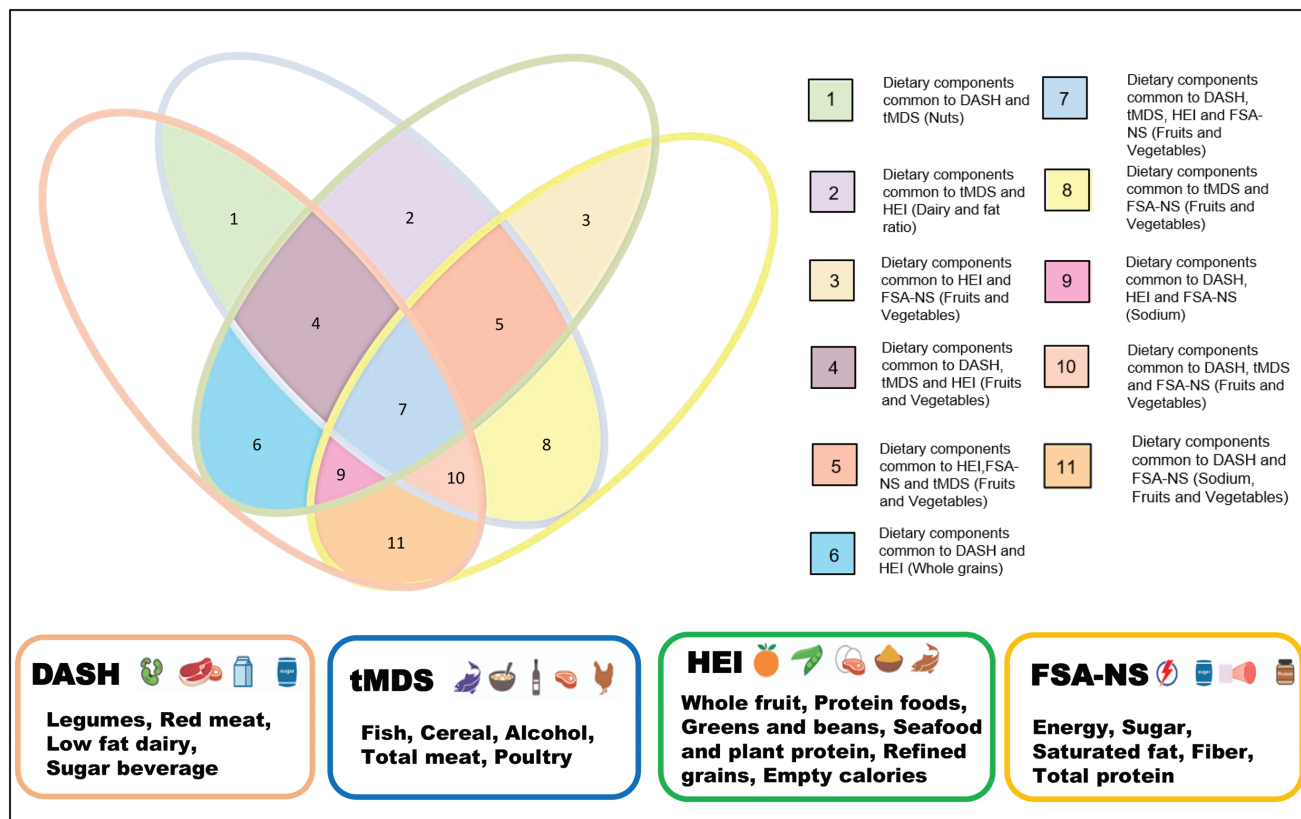 1
2
3
4
5
6
7
8
9
10
11
1
Dietary components
common to DASH and
tMDS (Nuts)
2
Dietary components
common to tMDS and
HEI (Dairy and fat
ratio)
3
Dietary components
common to HEI and
FSA-NS (Fruits and
Vegetables)
4
Dietary components
common to DASH,
tMDS and HEI (Fruits
and Vegetables)
5
Dietary components
common to HEI,FSA-
NS and tMDS (Fruits
and Vegetables)
6
Dietary components
common to DASH and
HEI (Whole grains)
7
Dietary components
common to DASH,
tMDS, HEI and FSA-
NS (Fruits and
Vegetables)
8
Dietary components
common to tMDS and
FSA-NS (Fruits and
Vegetables)
9
Dietary components
common to DASH,
HEI and FSA-NS
(Sodium)
10
Dietary components
common to DASH, tMDS
and FSA-NS (Fruits and
Vegetables)
11
Dietary components
common to DASH and
FSA-NS (Sodium,
Fruits and Vegetables)
DASH
sugar
Legumes, Red meat,
Low fat dairy,
Sugar beverage
tMDS
Fish, Cereal, Alcohol,
Total meat, Poultry
HEI
Whole fruit, Protein foods,
Greens and beans, Seafood
and plant protein, Refined
grains, Empty calories
FSA-NS
sugar
Protein
Energy, Sugar,
Saturated fat, Fiber,
Total protein